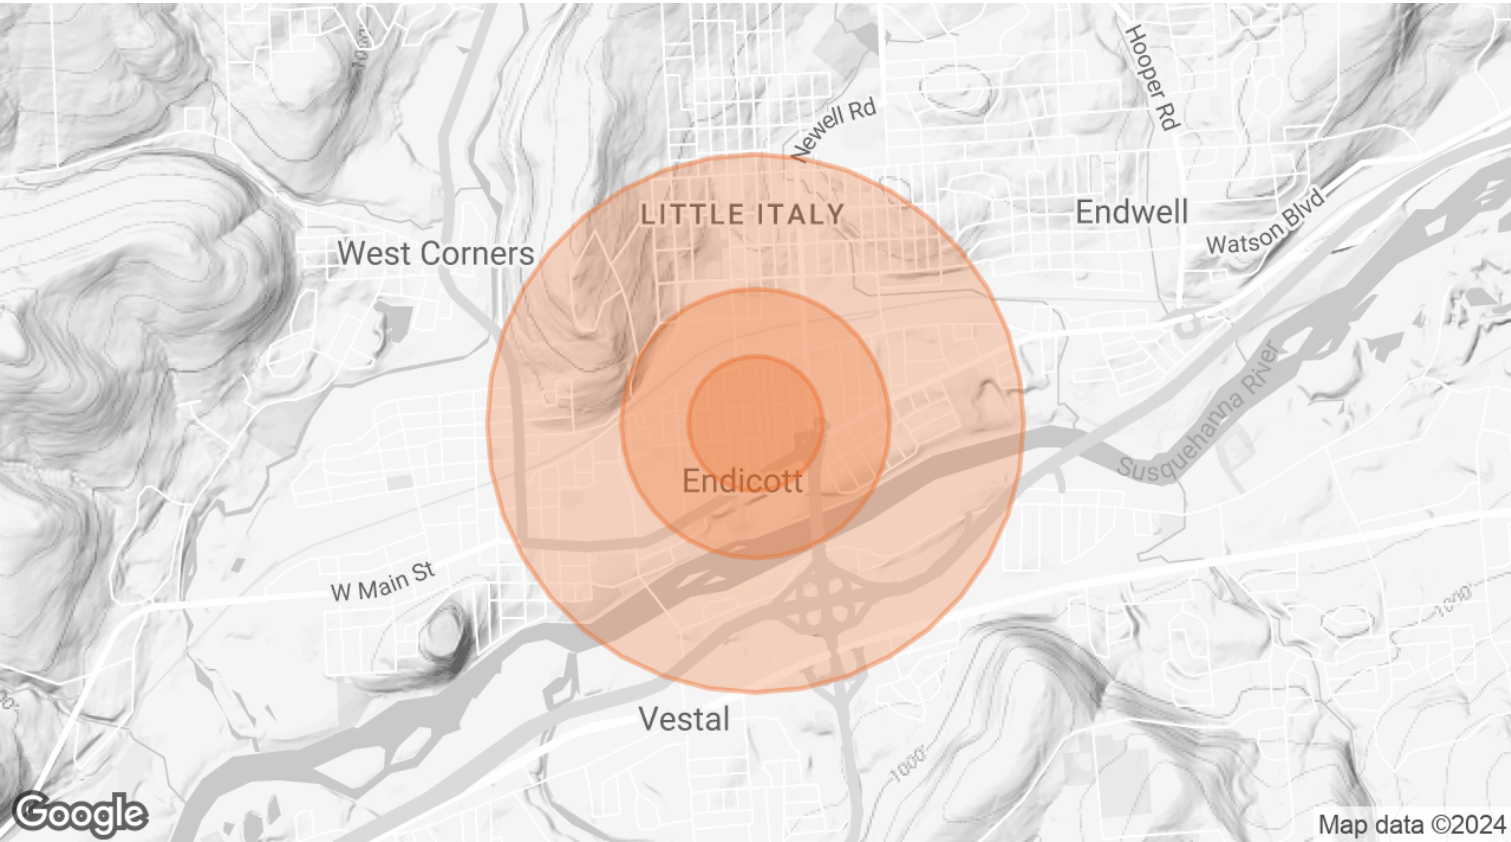 1000'
Hooper Rd
Newell Rd
LITTLE ITALY
Endwell
Watson Blvd
West Corners
Susquehanna River
Endicott
W Main St
1000'
Vestal
1000'
Google
Map data ©2024